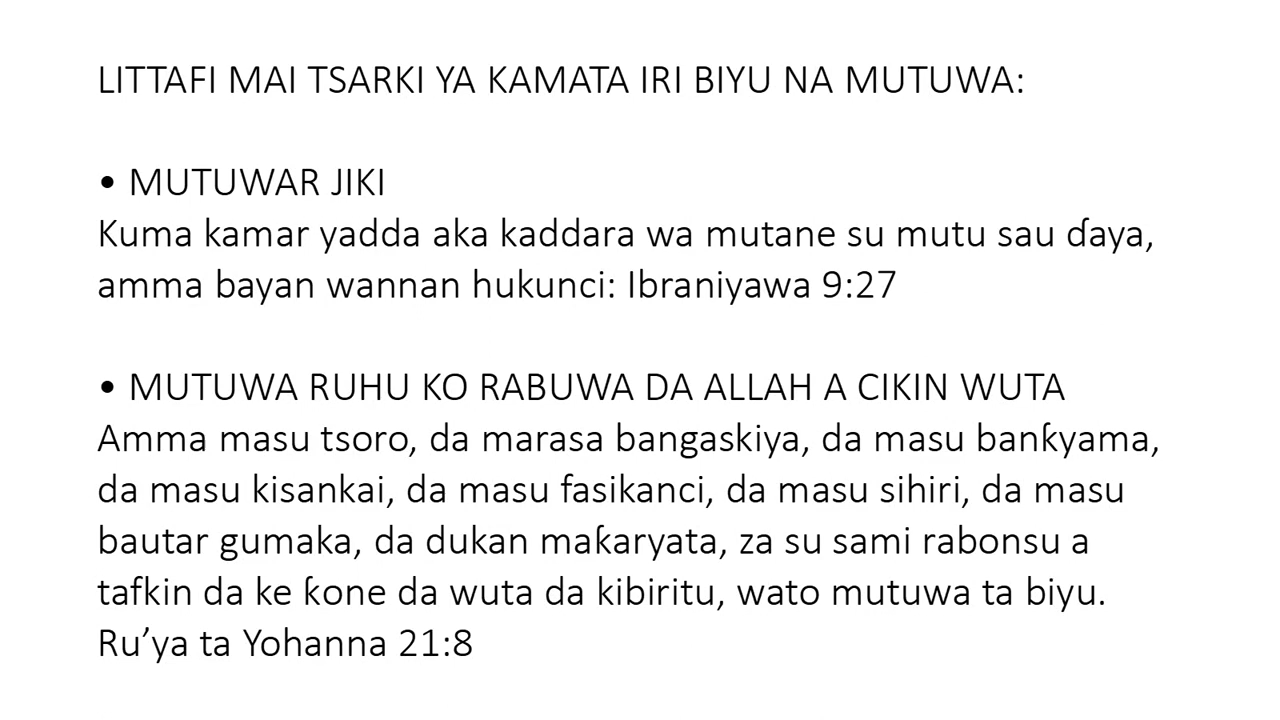 LITTAFI MAI TSARKI YA KAMATA IRI BIYU NA MUTUWA:
• MUTUWAR JIKI
Kuma kamar yadda aka kaddara wa mutane su mutu sau ɗaya,
amma bayan wannan hukunci: Ibraniyawa 9:27
• MUTUWA RUHU KO RABUWA DA ALLAH A CIKIN WUTA
Amma masu tsoro, da marasa bangaskiya, da masu banƙyama,
da masu kisankai, da masu fasikanci, da masu sihiri, da masu
bautar gumaka, da dukan maƙaryata, za su sami rabonsu a
tafkin da ke ƙone da wuta da kibiritu, wato mutuwa ta biyu.
Ru’ya ta Yohanna 21:8